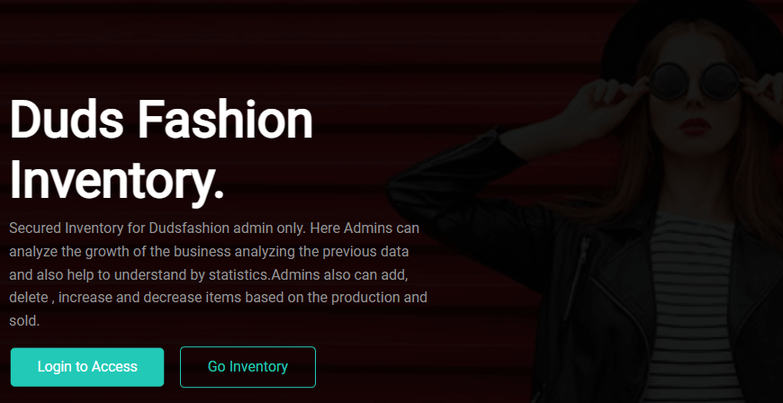 Duds Fashion
Inventory.
Secured Inventory for Dudsfashion admin only. Here Admins can
analyze the growth of the business analyzing the previous data
and also help to understand by statistics.Admins also can add,
delete , increase and decrease items based on the production and
sold.
Login to Access
Go Inventory